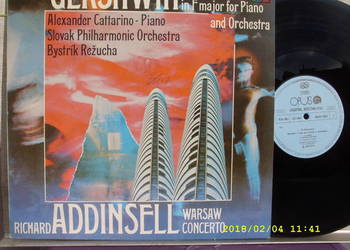 GERSHWIN in F major for Piano
and Orchestra
Alexander Cattarino - Piano
Slovak Philharmonic Orchestra
Bystrík Režucha
OPUS
RICHARD ADDINSELL WARSAW
CONCERTO
2018/02/04 11:41